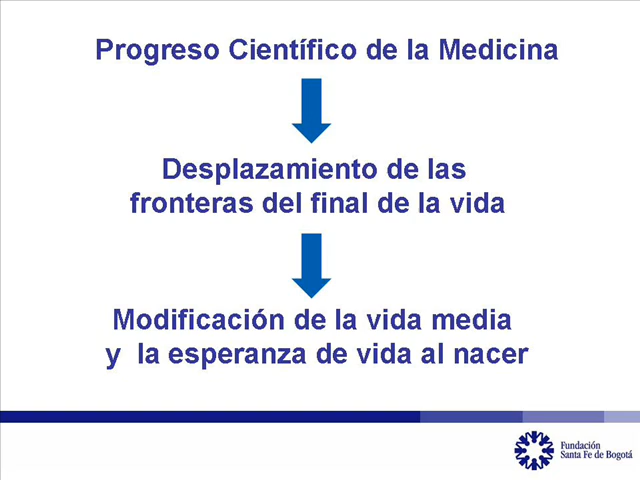 Progreso Científico de la Medicina
Desplazamiento de las
fronteras del final de la vida
Modificación de la vida media
y la esperanza de vida al nacer
Fundación
Santa Fe de Bogotá